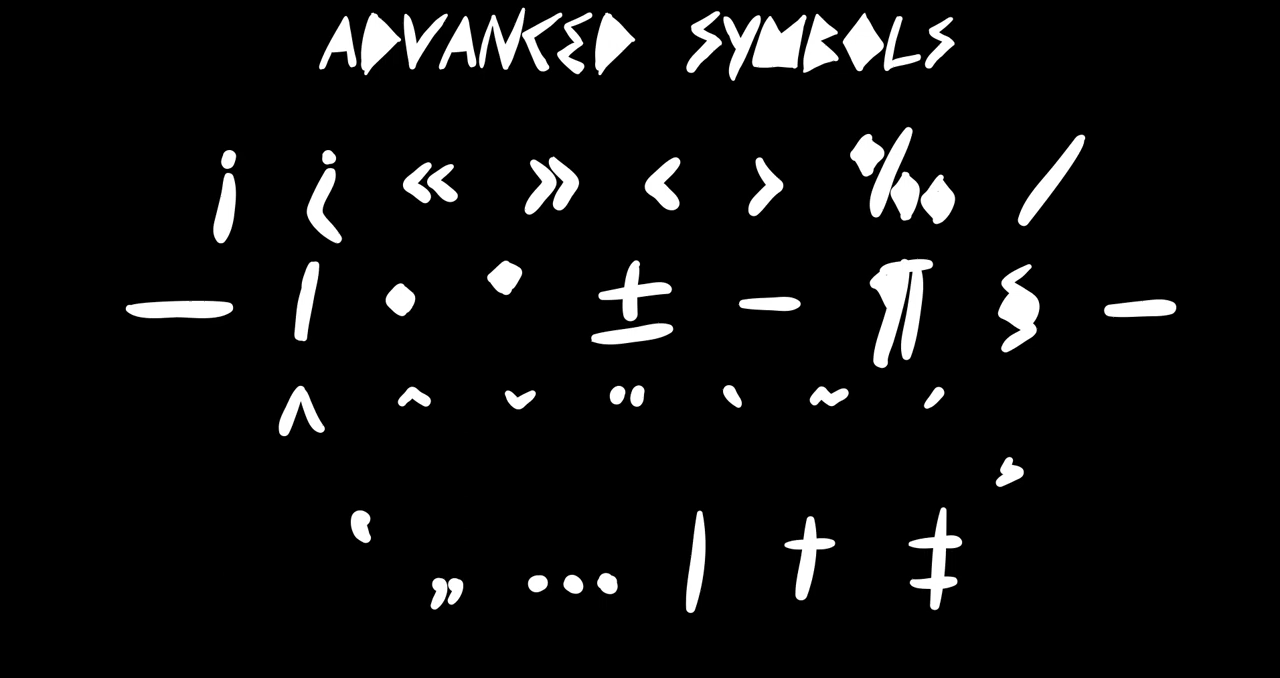 ADVANCED SYMBOLS
¡ ¿ « » ‹ › ‰ ⁄
— | · ° ± – ¶ § -
^ ˆ ˇ ¨ ` ˜ ´
¸
‘ „ … | † ‡